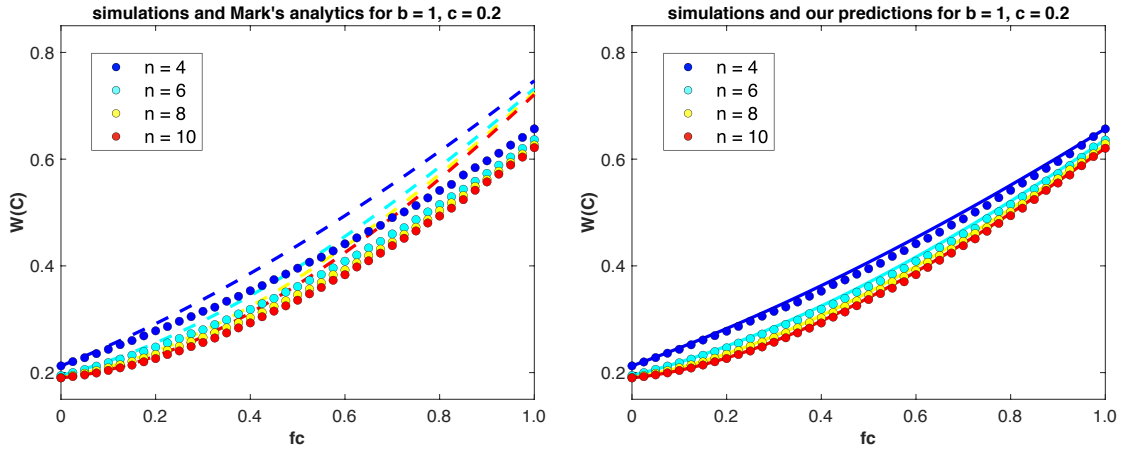 simulations and Mark's analytics for b = 1, c = 0.2
0.8
0.6
0.4
0.2
W(C)
n = 4
n = 6
n = 8
n = 10
0 0.2 0.4 0.6 0.8 1.0
fc
simulations and our predictions for b = 1, c = 0.2
0.8
0.6
0.4
0.2
W(C)
n = 4
n = 6
n = 8
n = 10
0 0.2 0.4 0.6 0.8 1.0
fc